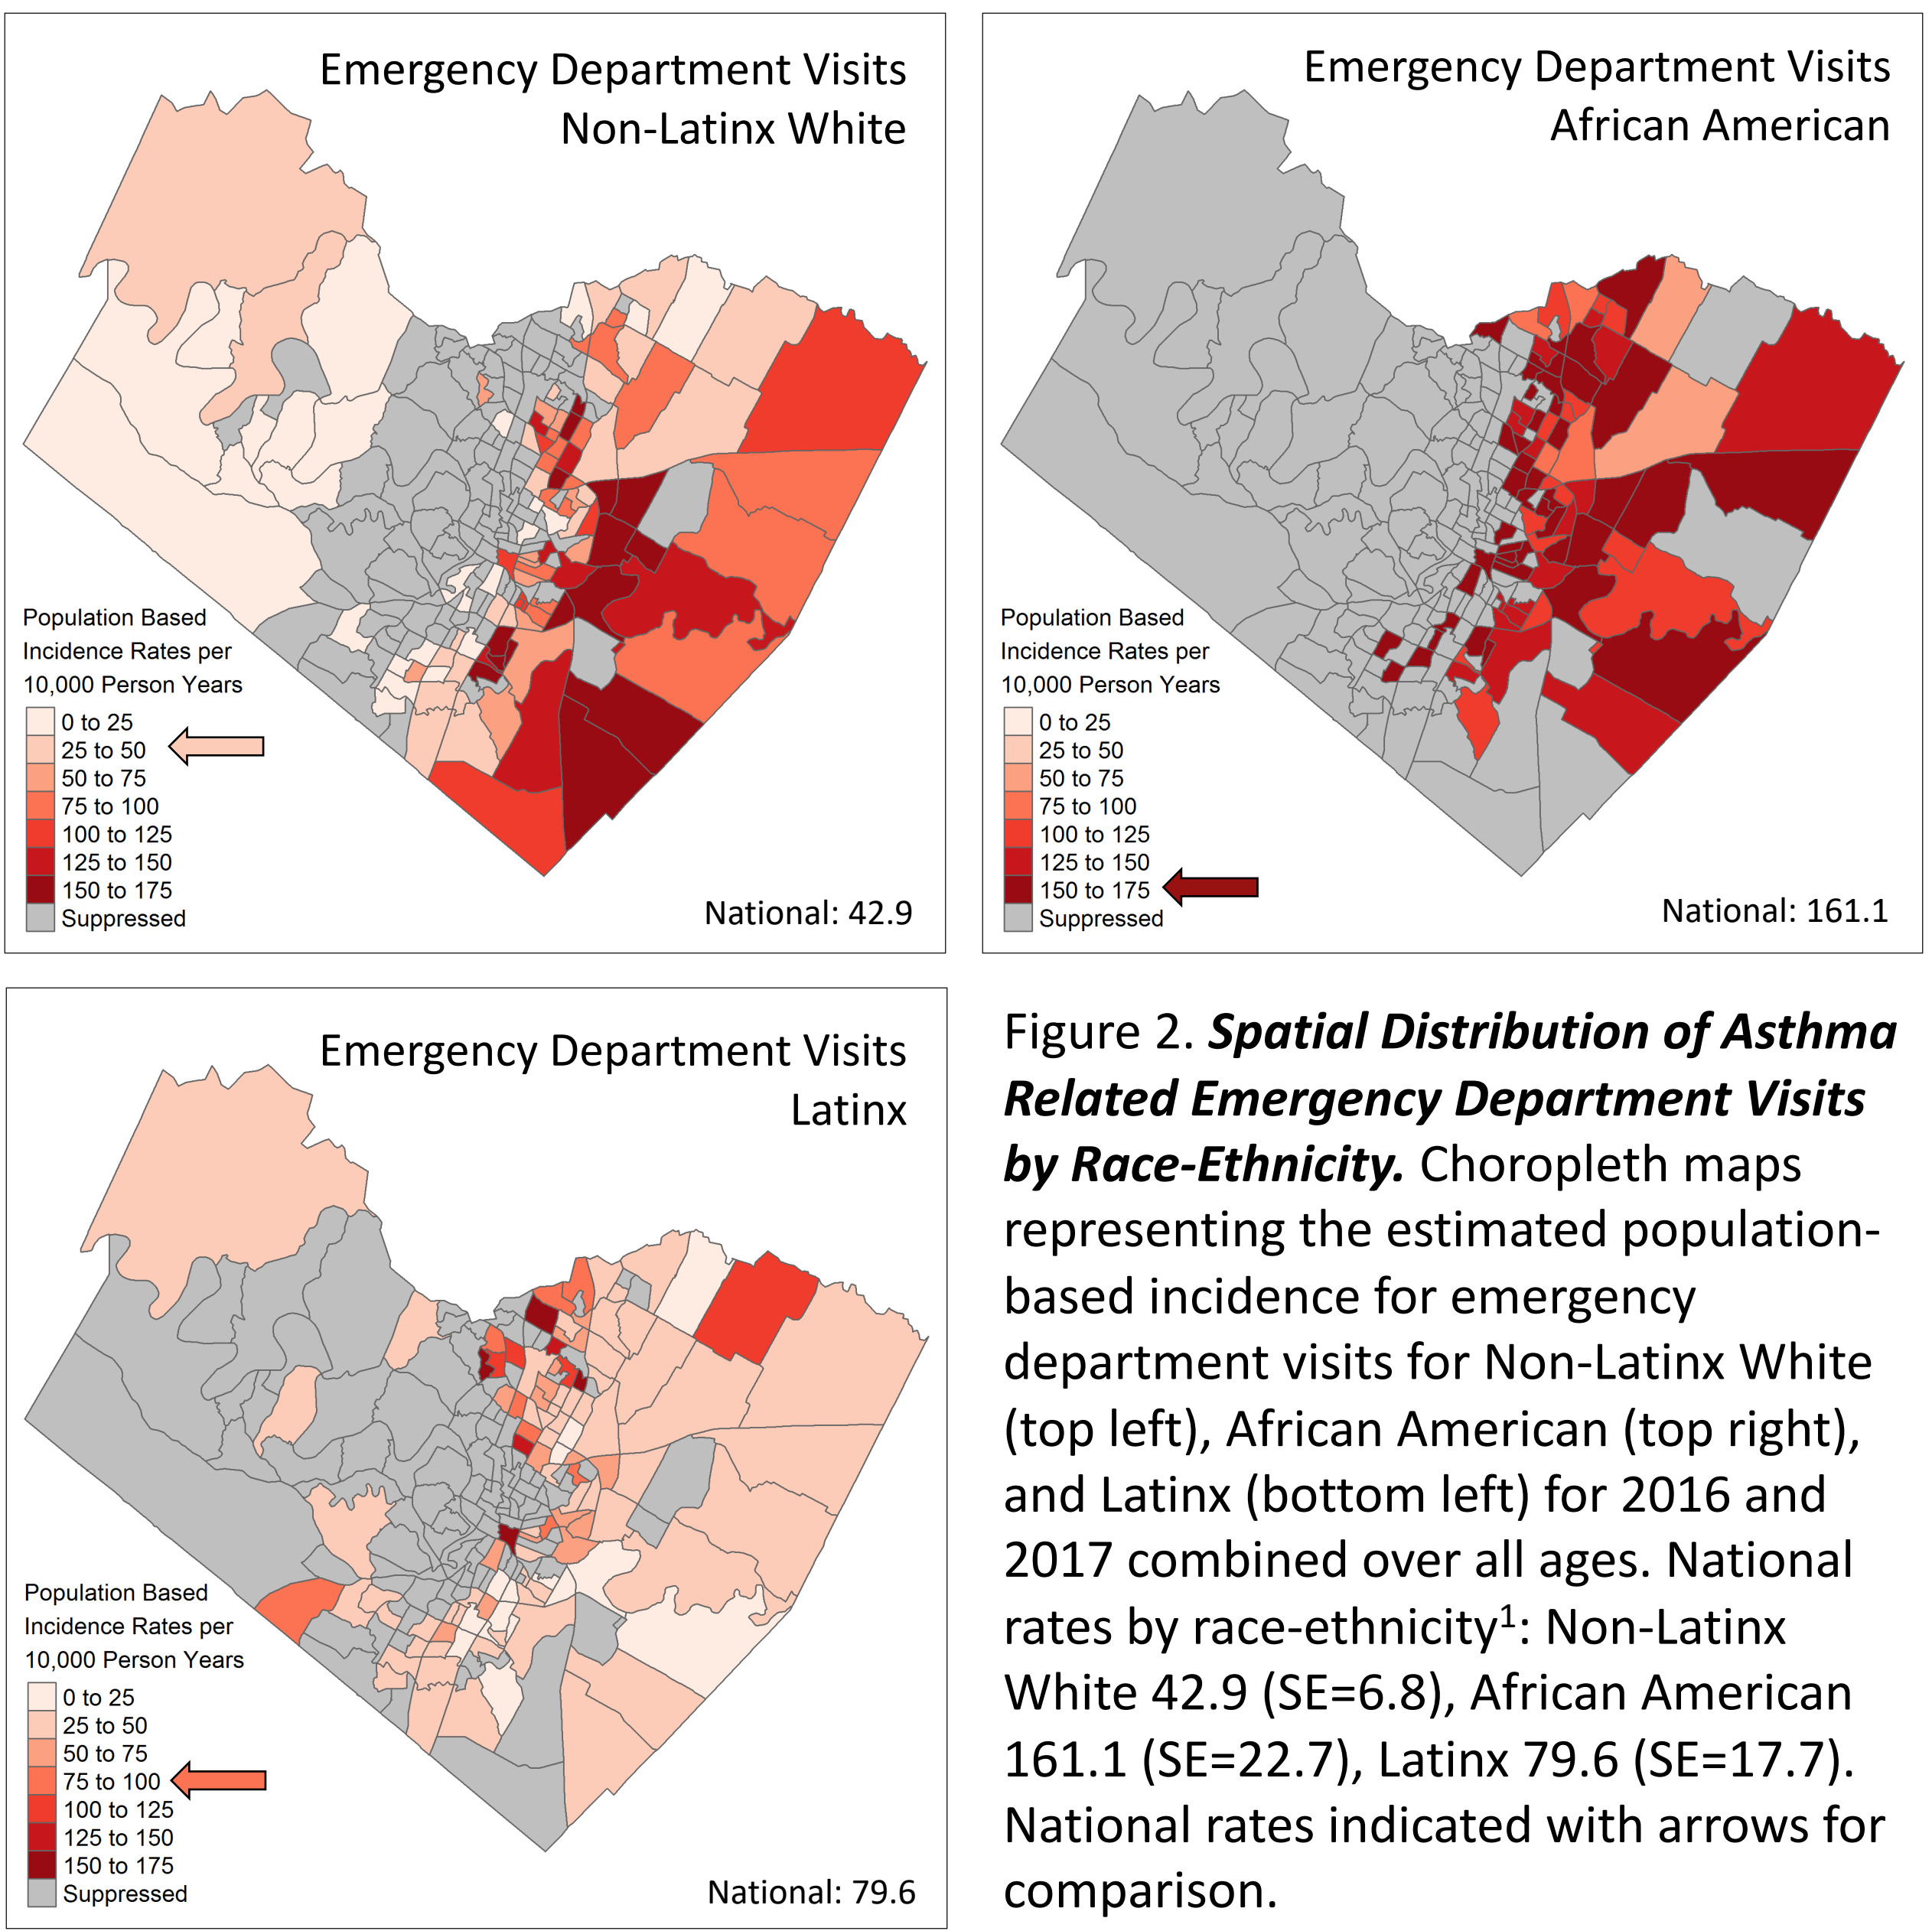 Emergency Department Visits
Non-Latinx White
Population Based
Incidence Rates per
10,000 Person Years
0 to 25
25 to 50
50 to 75
75 to 100
100 to 125
125 to 150
150 to 175
Suppressed
National: 42.9
Emergency Department Visits
African American
Population Based
Incidence Rates per
10,000 Person Years
0 to 25
25 to 50
50 to 75
75 to 100
100 to 125
125 to 150
150 to 175
Suppressed
National: 161.1
Emergency Department Visits
Latinx
Population Based
Incidence Rates per
10,000 Person Years
0 to 25
25 to 50
50 to 75
75 to 100
100 to 125
125 to 150
150 to 175
Suppressed
National: 79.6
Figure 2. Spatial Distribution of Asthma
Related Emergency Department Visits
by Race-Ethnicity. Choropleth maps
representing the estimated population-
based incidence for emergency
department visits for Non-Latinx White
(top left), African American (top right),
and Latinx (bottom left) for 2016 and
2017 combined over all ages. National
rates by race-ethnicity¹: Non-Latinx
White 42.9 (SE=6.8), African American
161.1 (SE=22.7), Latinx 79.6 (SE=17.7).
National rates indicated with arrows for
comparison.